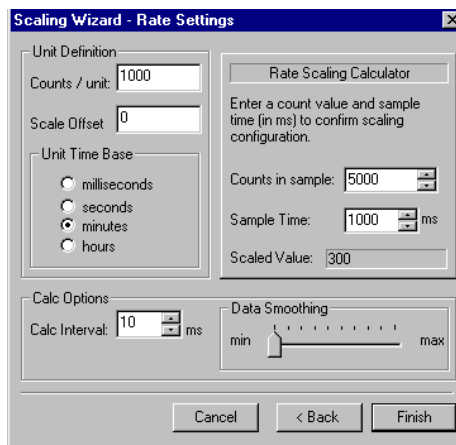 Scaling Wizard - Rate Settings
Unit Definition
Counts / unit: 1000
Scale Offset 0
Unit Time Base
milliseconds
seconds
minutes
hours
Rate Scaling Calculator
Enter a count value and sample
time (in ms) to confirm scaling
configuration.
Counts in sample: 5000
Sample Time: 1000 ms
Scaled Value: 300
Calc Options
Calc Interval: 10 ms
Data Smoothing
min max
Cancel < Back Finish